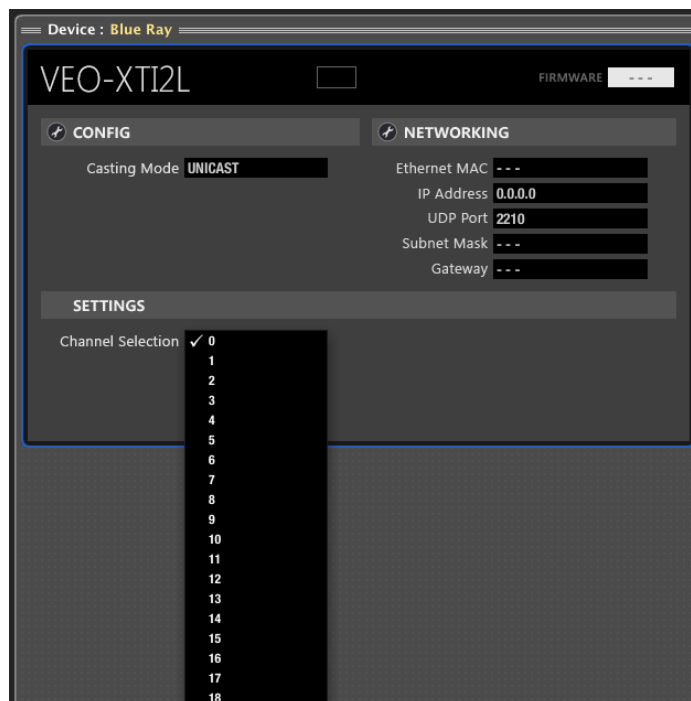 Device : Blue Ray
VEO-XTI2L
FIRMWARE - - -
CONFIG
Casting Mode UNICAST
NETWORKING
Ethernet MAC - - -
IP Address 0.0.0.0
UDP Port 2210
Subnet Mask - - -
Gateway - - -
SETTINGS
Channel Selection ✓ 0
1
2
3
4
5
6
7
8
9
10
11
12
13
14
15
16
17
18